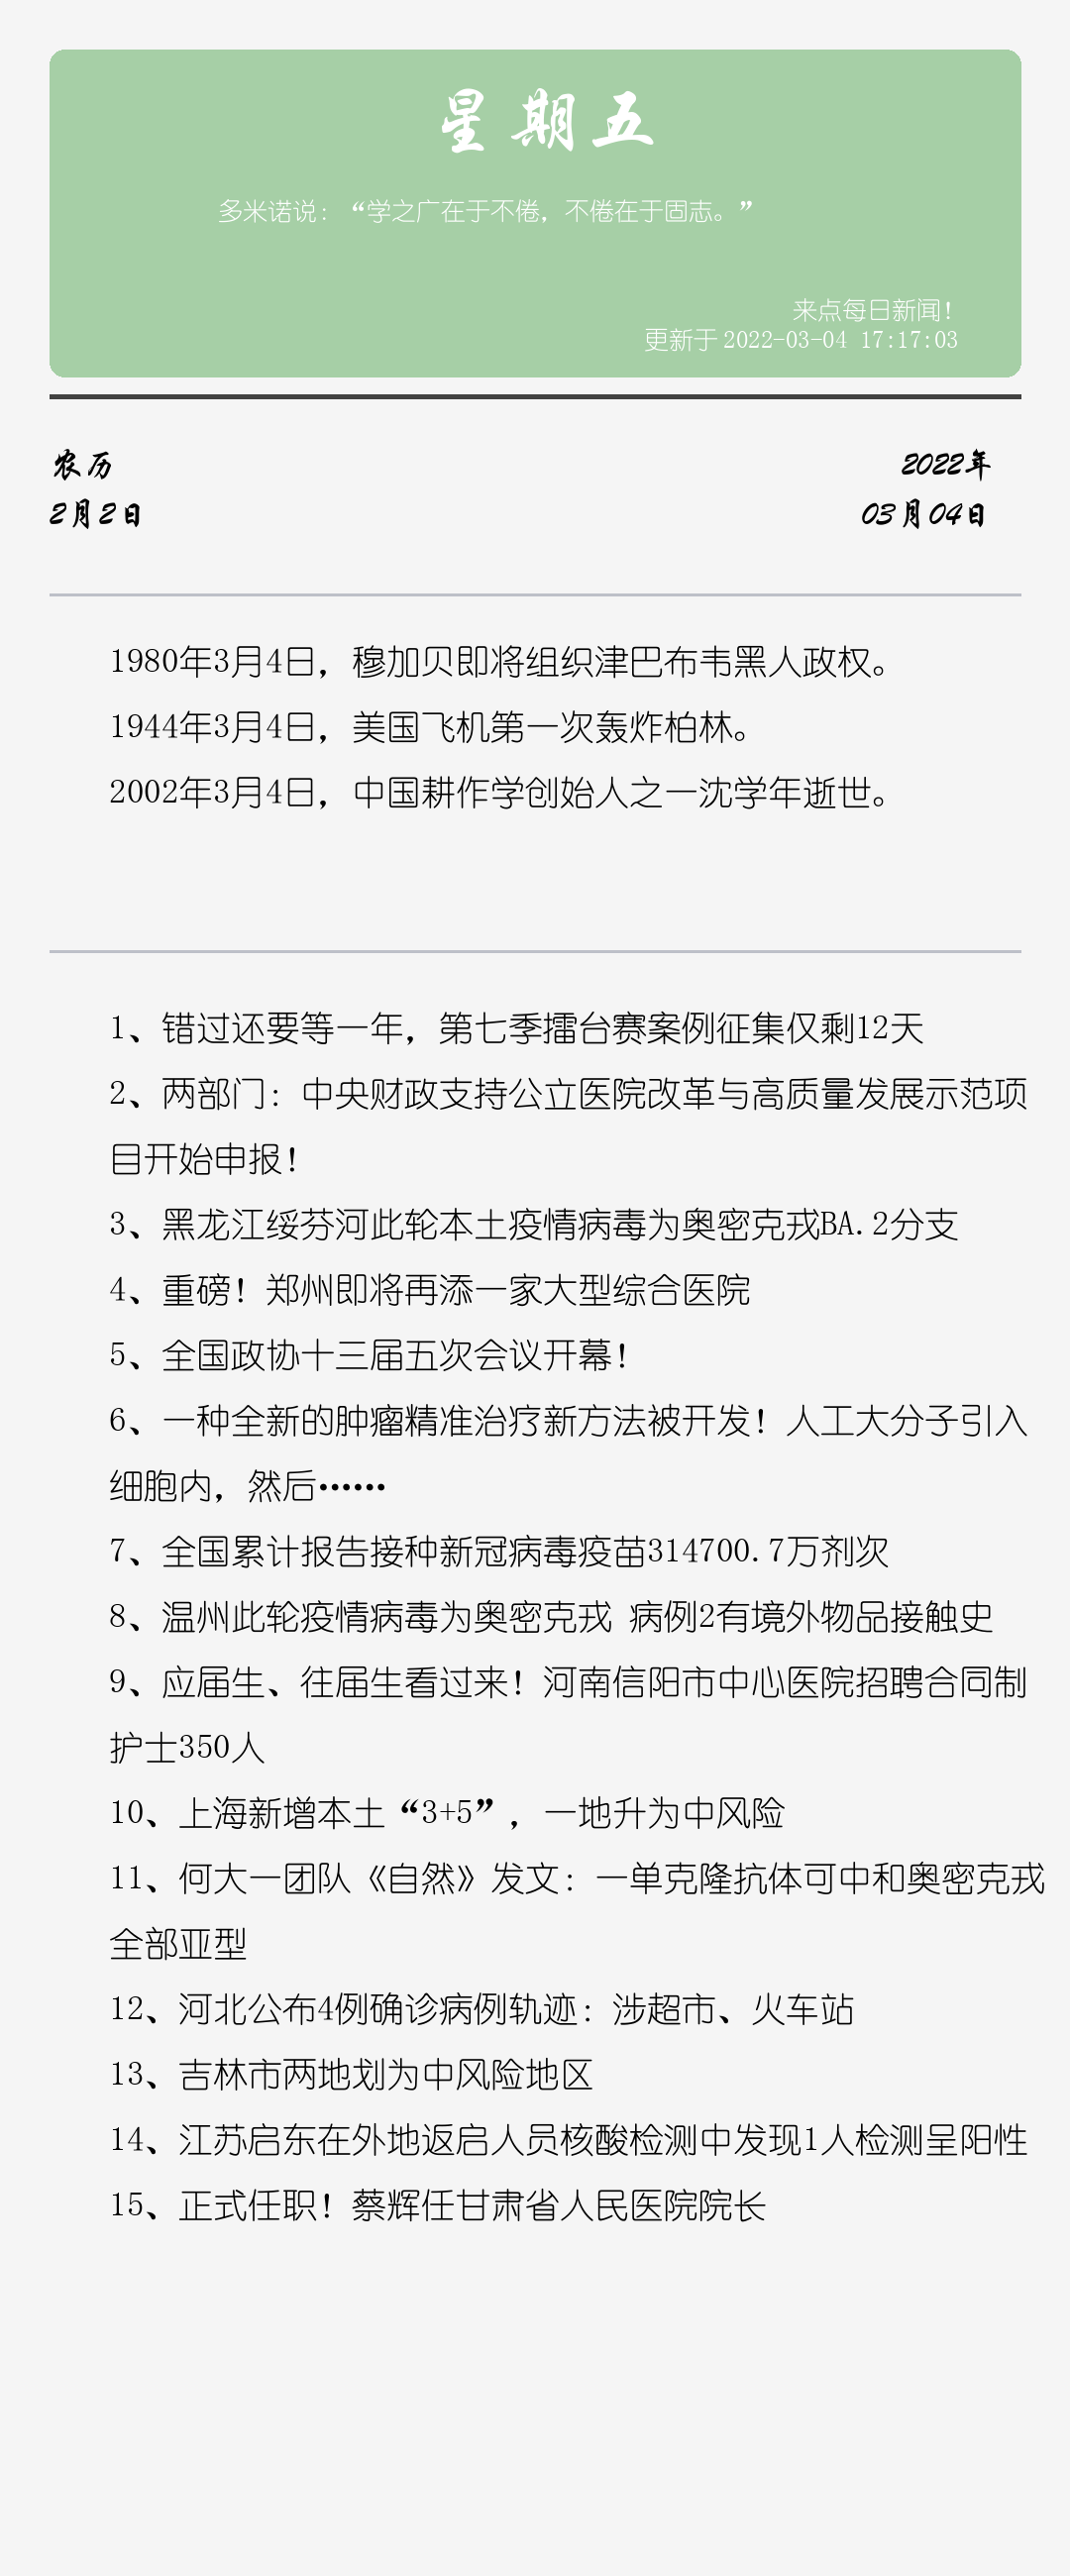 星期五
多米诺说：“学之广在于不倦，不倦在于固志。”
来点每日新闻！
更新于 2022-03-04 17:17:03
农历
2月2日
2022年
03月04日
1980年3月4日，穆加贝即将组织津巴布韦黑人政权。
1944年3月4日，美国飞机第一次轰炸柏林。
2002年3月4日，中国耕作学创始人之一沈学年逝世。
1、错过还要等一年，第七季擂台赛案例征集仅剩12天
2、两部门：中央财政支持公立医院改革与高质量发展示范项
目开始申报！
3、黑龙江绥芬河此轮本土疫情病毒为奥密克戎BA.2分支
4、重磅！郑州即将再添一家大型综合医院
5、全国政协十三届五次会议开幕！
6、一种全新的肿瘤精准治疗新方法被开发！人工大分子引入
细胞内，然后……
7、全国累计报告接种新冠病毒疫苗314700.7万剂次
8、温州此轮疫情病毒为奥密克戎 病例2有境外物品接触史
9、应届生、往届生看过来！河南信阳市中心医院招聘合同制
护士350人
10、上海新增本土“3+5”，一地升为中风险
11、何大一团队《自然》发文：一单克隆抗体可中和奥密克戎
全部亚型
12、河北公布4例确诊病例轨迹：涉超市、火车站
13、吉林市两地划为中风险地区
14、江苏启东在外地返启人员核酸检测中发现1人检测呈阳性
15、正式任职！蔡辉任甘肃省人民医院院长